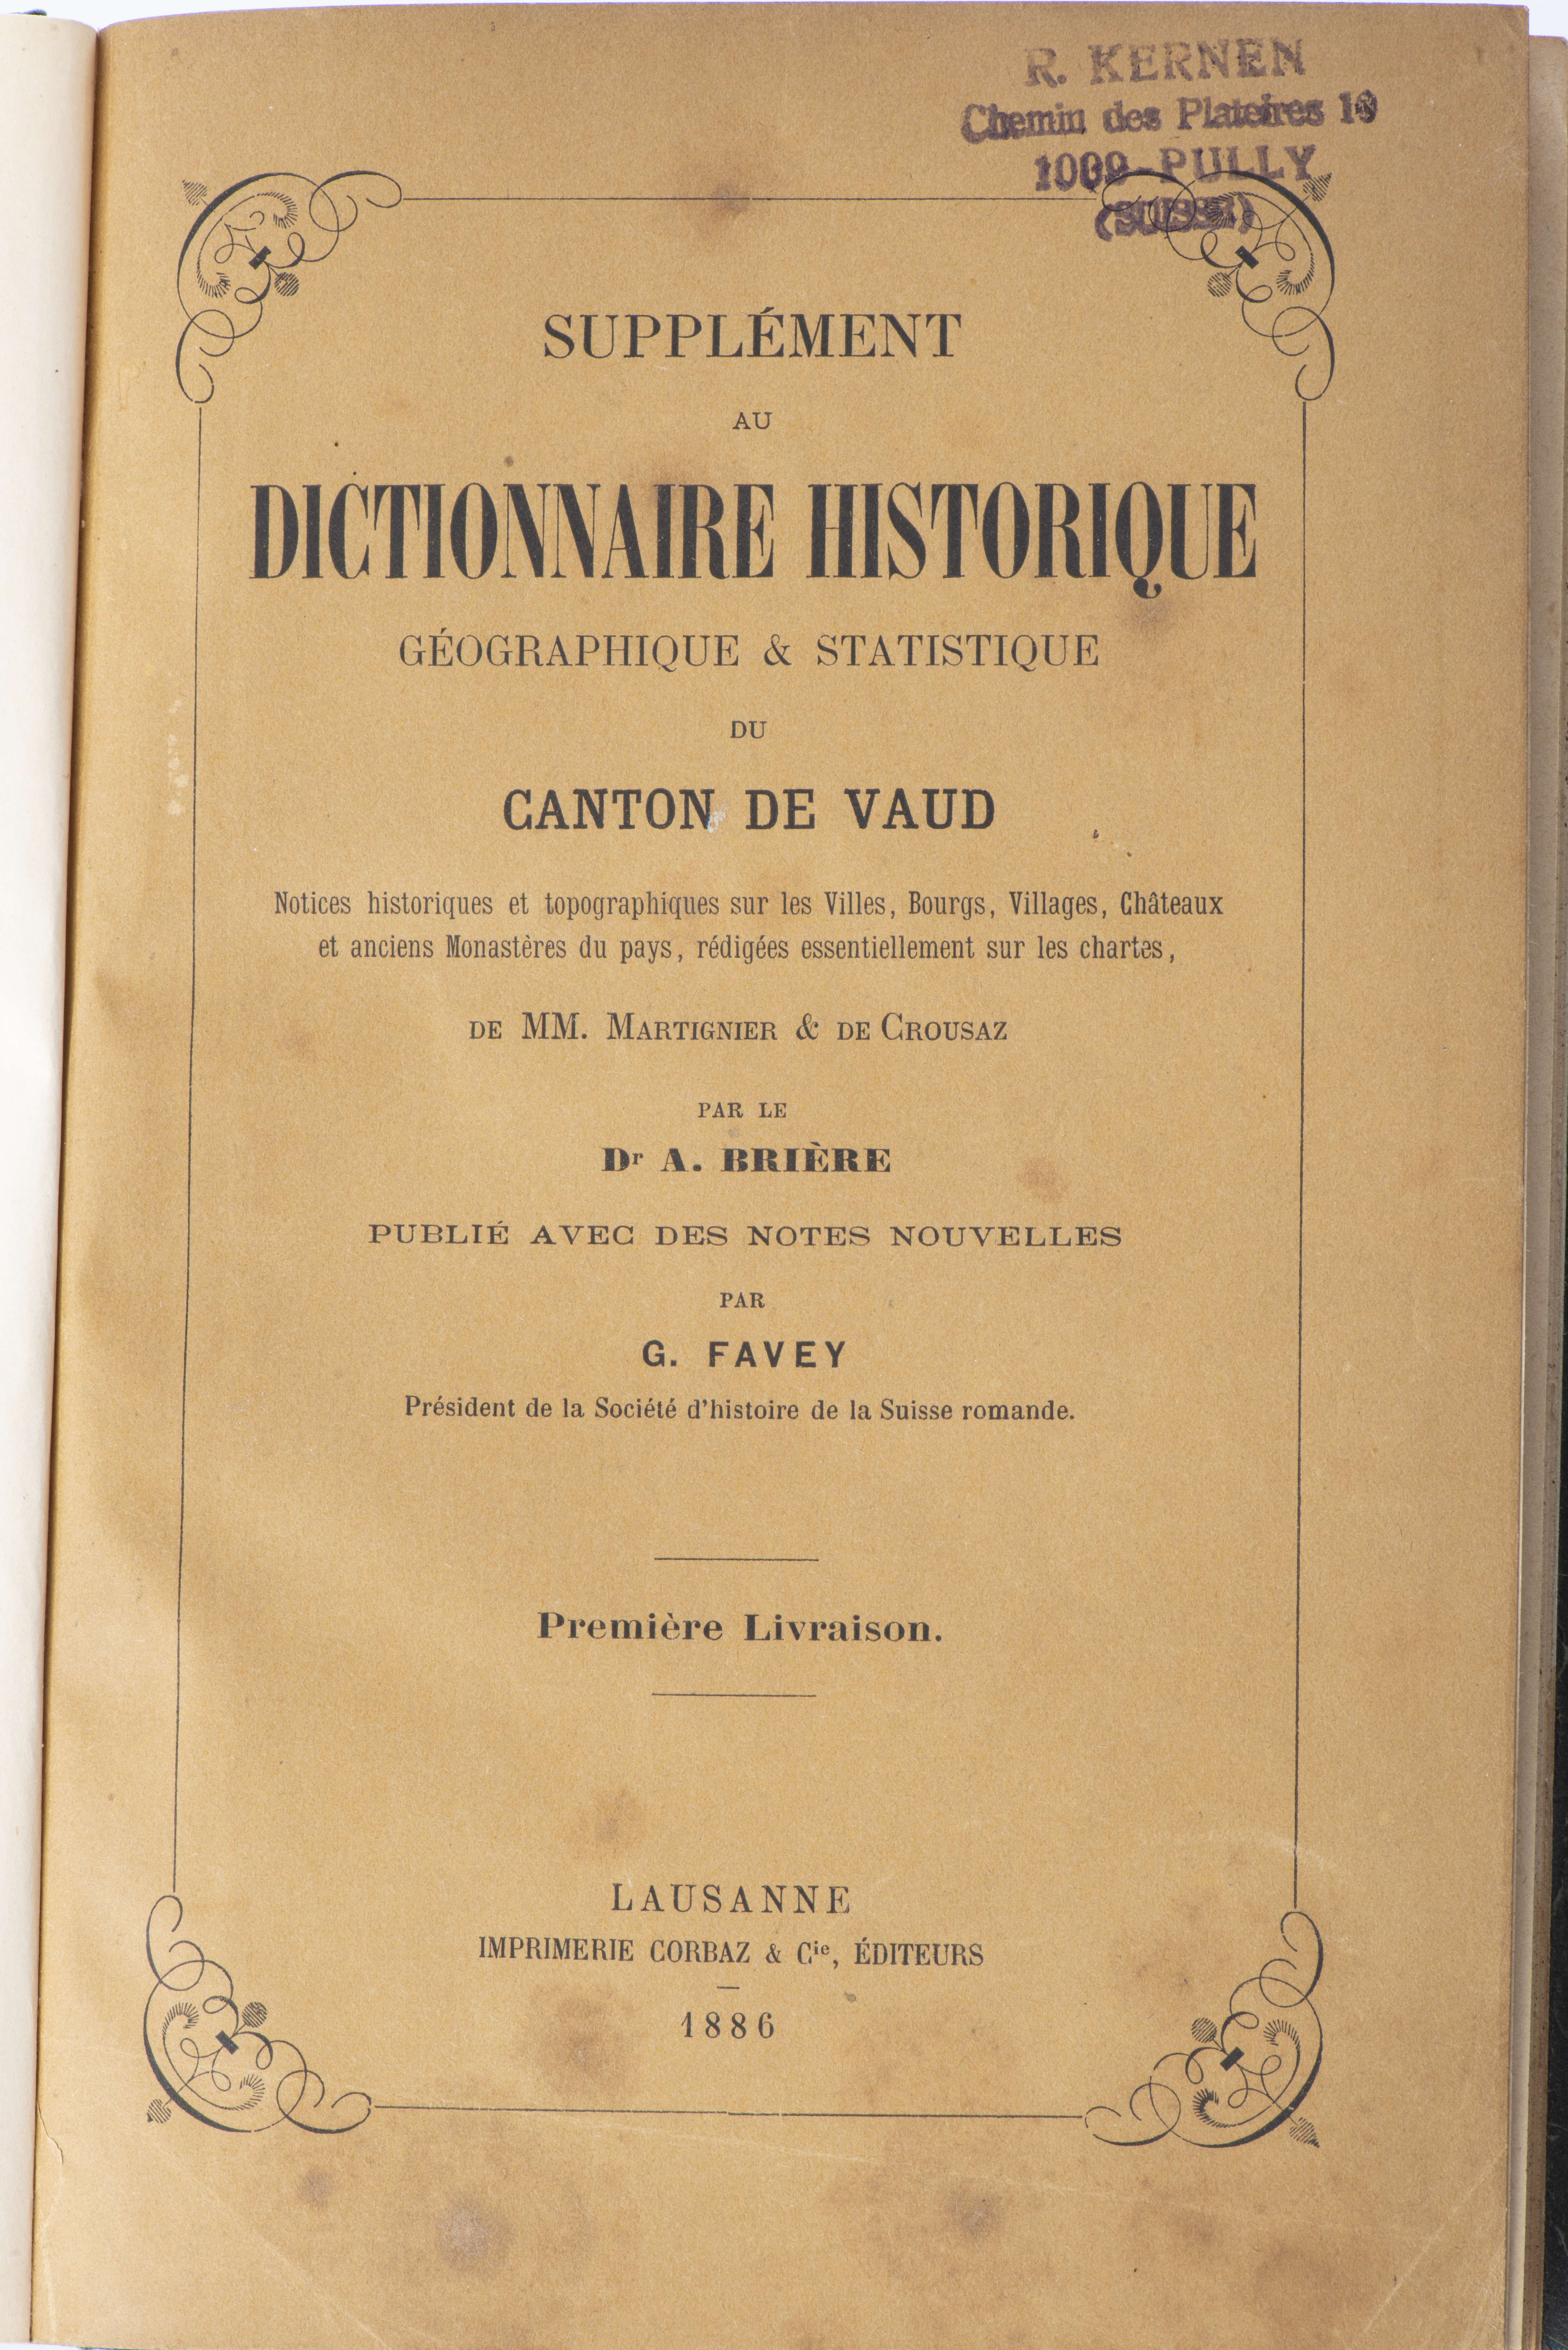 R. KERNEN
Chemin des Plateires
1009-PULLY
(SUISSE)
SUPPLÉMENT
AU
DICTIONNAIRE HISTORIQUE
GÉOGRAPHIQUE & STATISTIQUE
DU
CANTON DE VAUD
Notices historiques et topographiques sur les Villes, Bourgs, Villages, Châteaux
et anciens Monastères du pays, rédigées essentiellement sur les chartes,
DE MM. MARTIGNIER & DE CROUSAZ
PAR LE
Dr A. BRIÈRE
PUBLIÉ AVEC DES NOTES NOUVELLES
PAR
G. FAVEY
Président de la Société d'histoire de la Suisse romande.
Première Livraison.
LAUSANNE
IMPRIMERIE CORBAZ & Cie, ÉDITEURS
1886